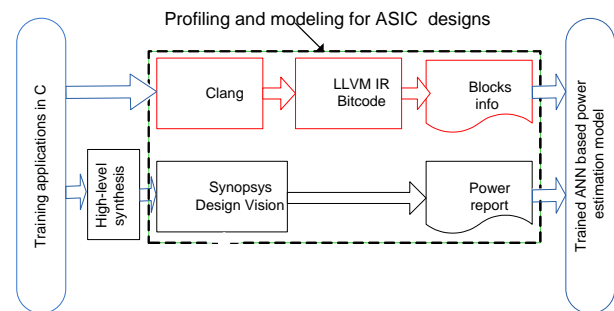 Profiling and modeling for ASIC designs
Training applications in C
Clang
LLVM IR
Bitcode
Blocks
info
High-level
synthesis
Synopsys
Design Vision
Power
report
Trained ANN based power
estimation model